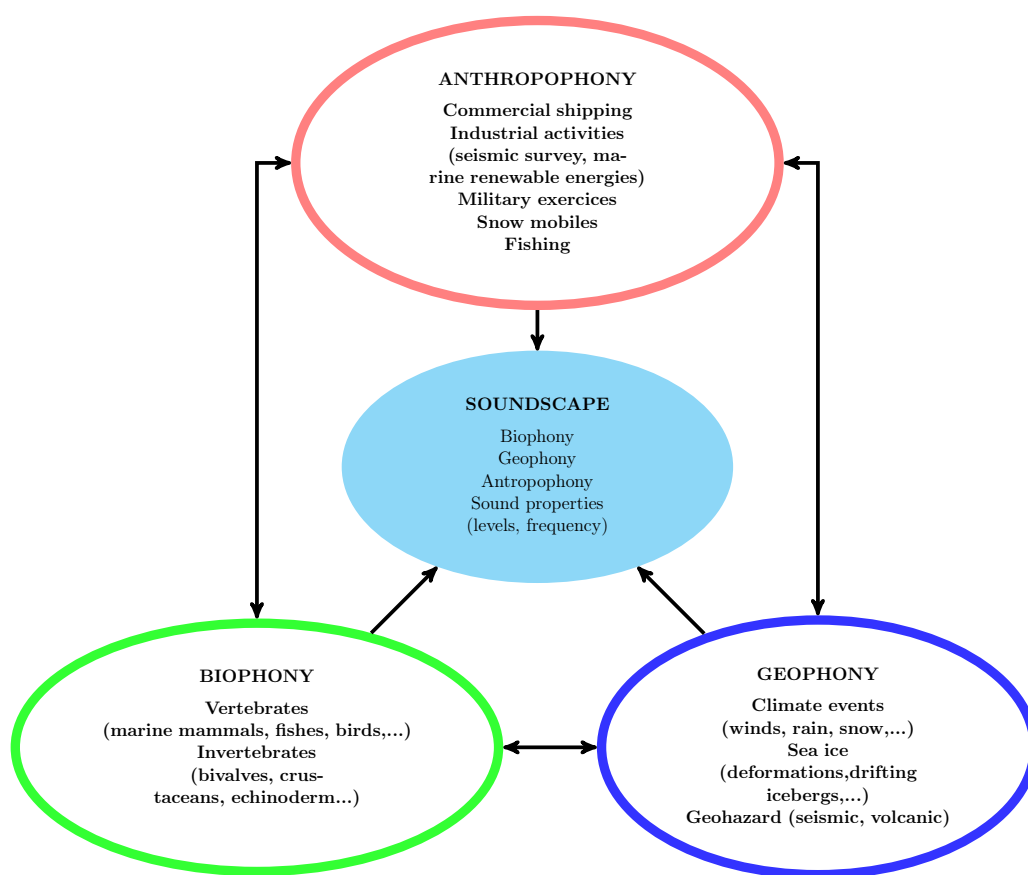 ANTHROPOPHONY
Commercial shipping
Industrial activities
(seismic survey, ma-
rine renewable energies)
Military exercices
Snow mobiles
Fishing
SOUNDSCAPE
Biophony
Geophony
Antropophony
Sound properties
(levels, frequency)
BIOPHONY
Vertebrates
(marine mammals, fishes, birds,...)
Invertebrates
(bivalves, crus-
taceans, echinoderm...)
GEOPHONY
Climate events
(winds, rain, snow,...)
Sea ice
(deformations,drifting
icebergs,...)
Geohazard (seismic, volcanic)